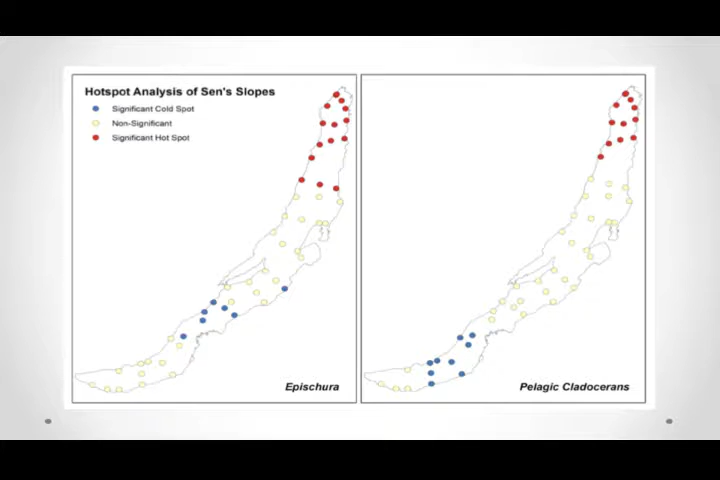 Hotspot Analysis of Sen's Slopes
Significant Cold Spot
Non-Significant
Significant Hot Spot
Epischura
Pelagic Cladocerans